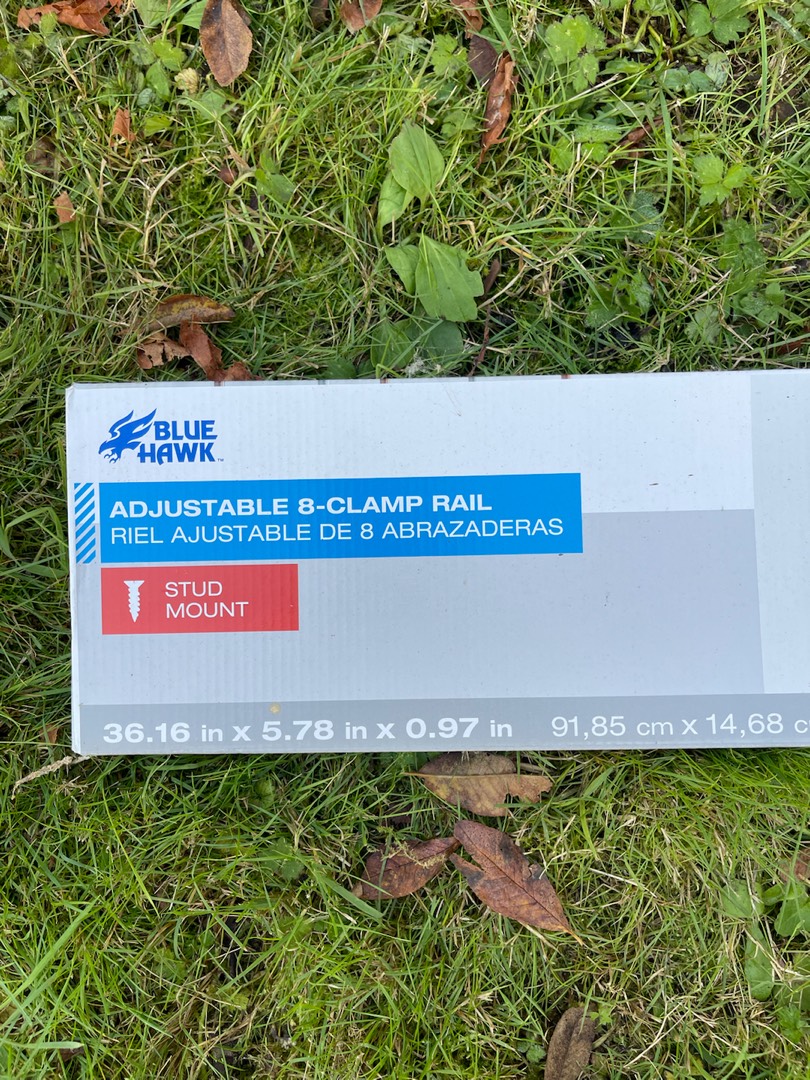 BLUE
HAWK™
ADJUSTABLE 8-CLAMP RAIL
RIEL AJUSTABLE DE 8 ABRAZADERAS
STUD
MOUNT
36.16 in x 5.78 in x 0.97 in 91,85 cm x 14,68 c